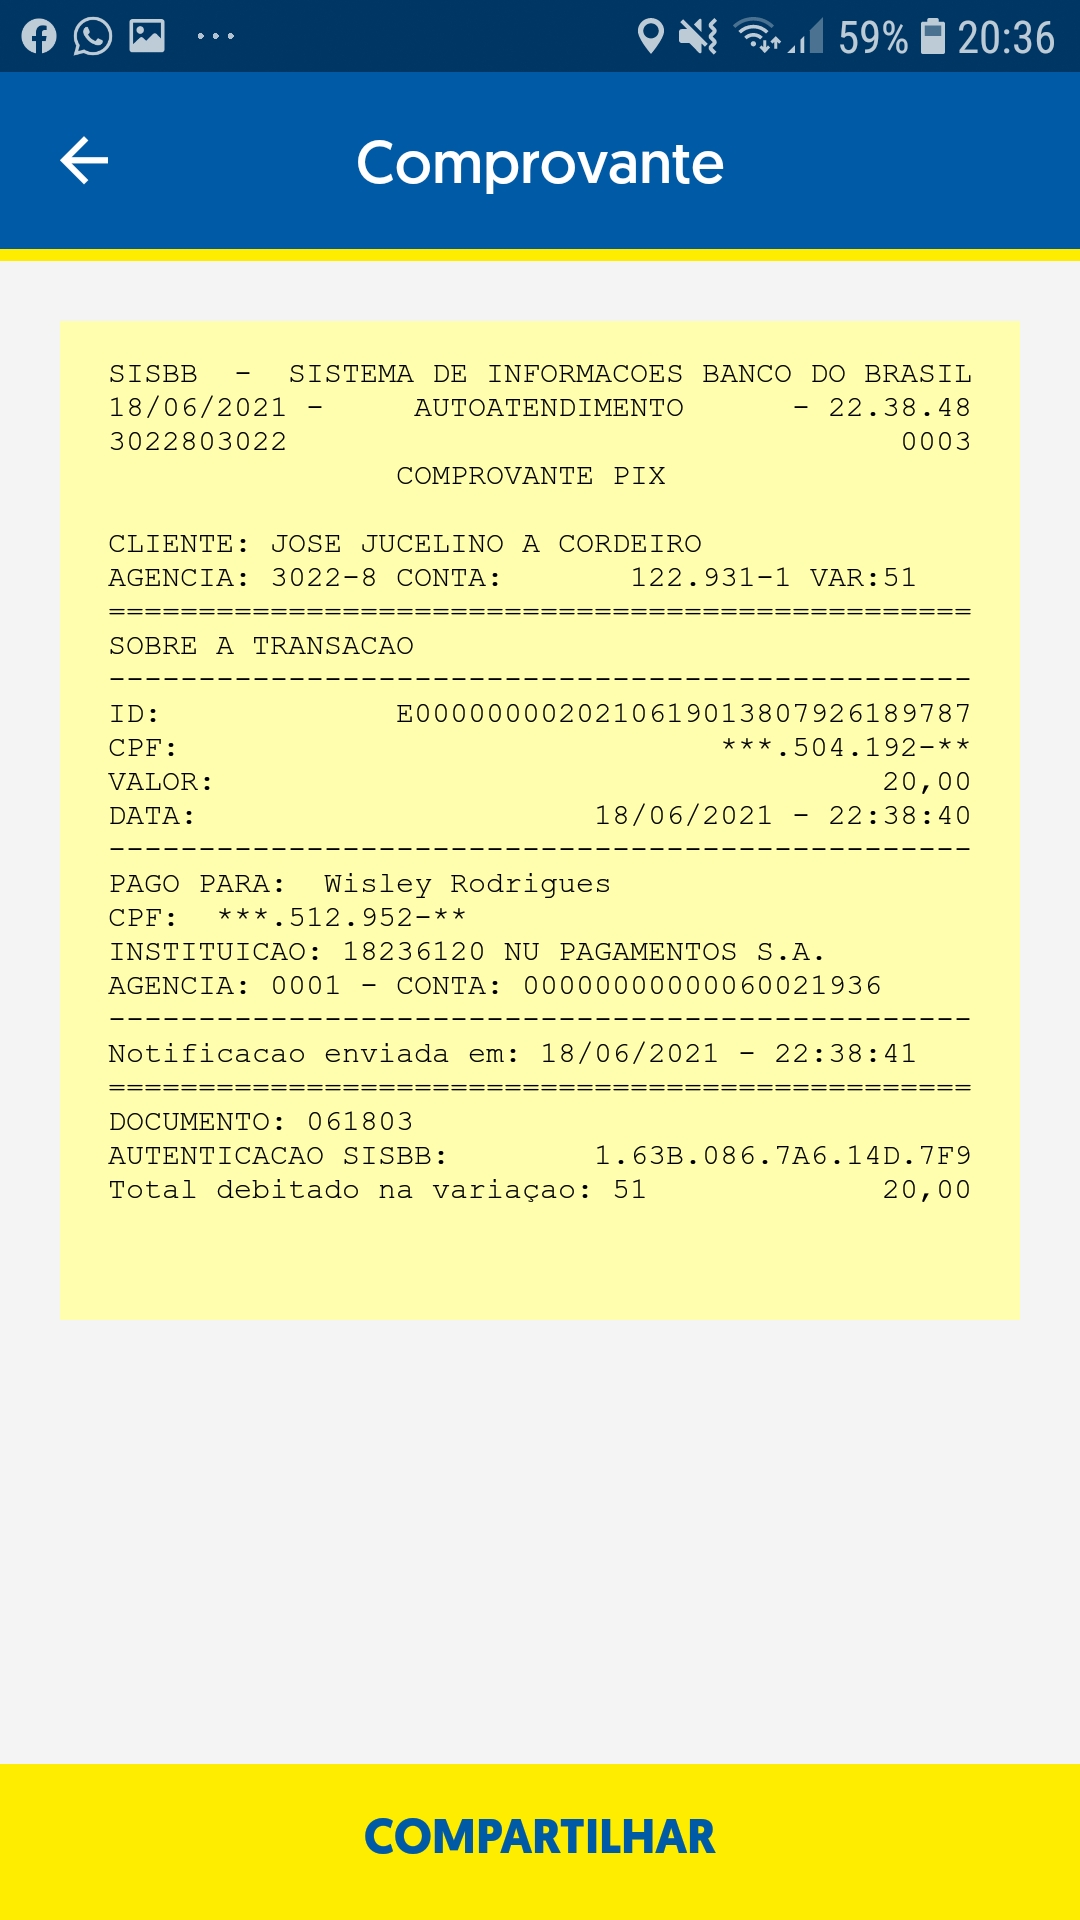 59% 20:36
Comprovante
SISBB - SISTEMA DE INFORMACOES BANCO DO BRASIL
18/06/2021 - AUTOATENDIMENTO - 22.38.48
3022803022 0003
COMPROVANTE PIX
CLIENTE: JOSE JUCELINO A CORDEIRO
AGENCIA: 3022-8 CONTA: 122.931-1 VAR:51
================================================
SOBRE A TRANSACAO
------------------------------------------------
ID: E0000000020210619013807926189787
CPF: ***.504.192-**
VALOR: 20,00
DATA: 18/06/2021 - 22:38:40
------------------------------------------------
PAGO PARA: Wisley Rodrigues
CPF: ***.512.952-**
INSTITUICAO: 18236120 NU PAGAMENTOS S.A.
AGENCIA: 0001 - CONTA: 00000000000060021936
------------------------------------------------
Notificacao enviada em: 18/06/2021 - 22:38:41
================================================
DOCUMENTO: 061803
AUTENTICACAO SISBB: 1.63B.086.7A6.14D.7F9
Total debitado na variaçao: 51 20,00
COMPARTILHAR